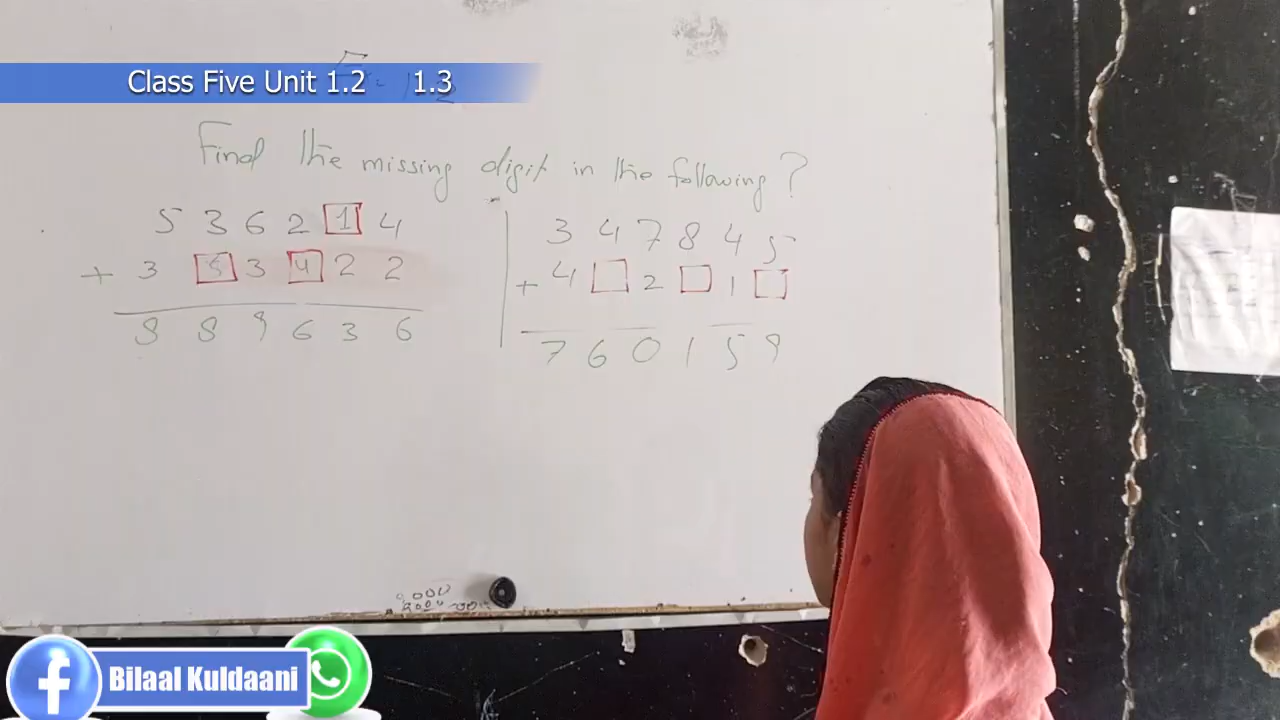 Class Five Unit 1.2 1.3
Find the missing digit in the following?
5 3 6 2 1 4
+ 3 5 3 4 2 2
8 8 9 6 3 6
3 4 7 8 4 5
+ 4 □ 2 □ 1 □
7 6 0 1 5 9
Bilaal Kuldaani